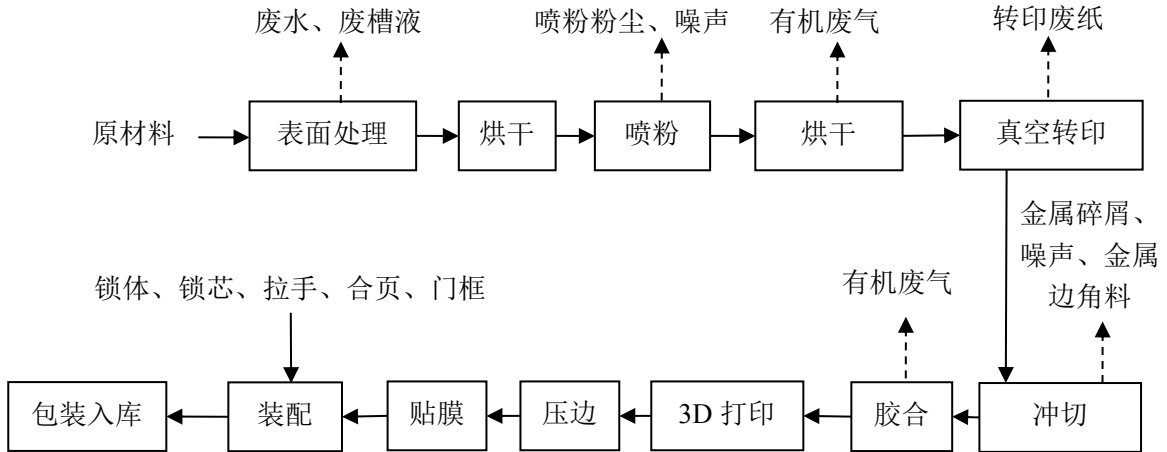 废水、废槽液
喷粉粉尘、噪声
有机废气
转印废纸
原材料
表面处理
烘干
喷粉
烘干
真空转印
金属碎屑、
噪声、金属
边角料
锁体、锁芯、拉手、合页、门框
有机废气
包装入库
装配
贴膜
压边
3D 打印
胶合
冲切